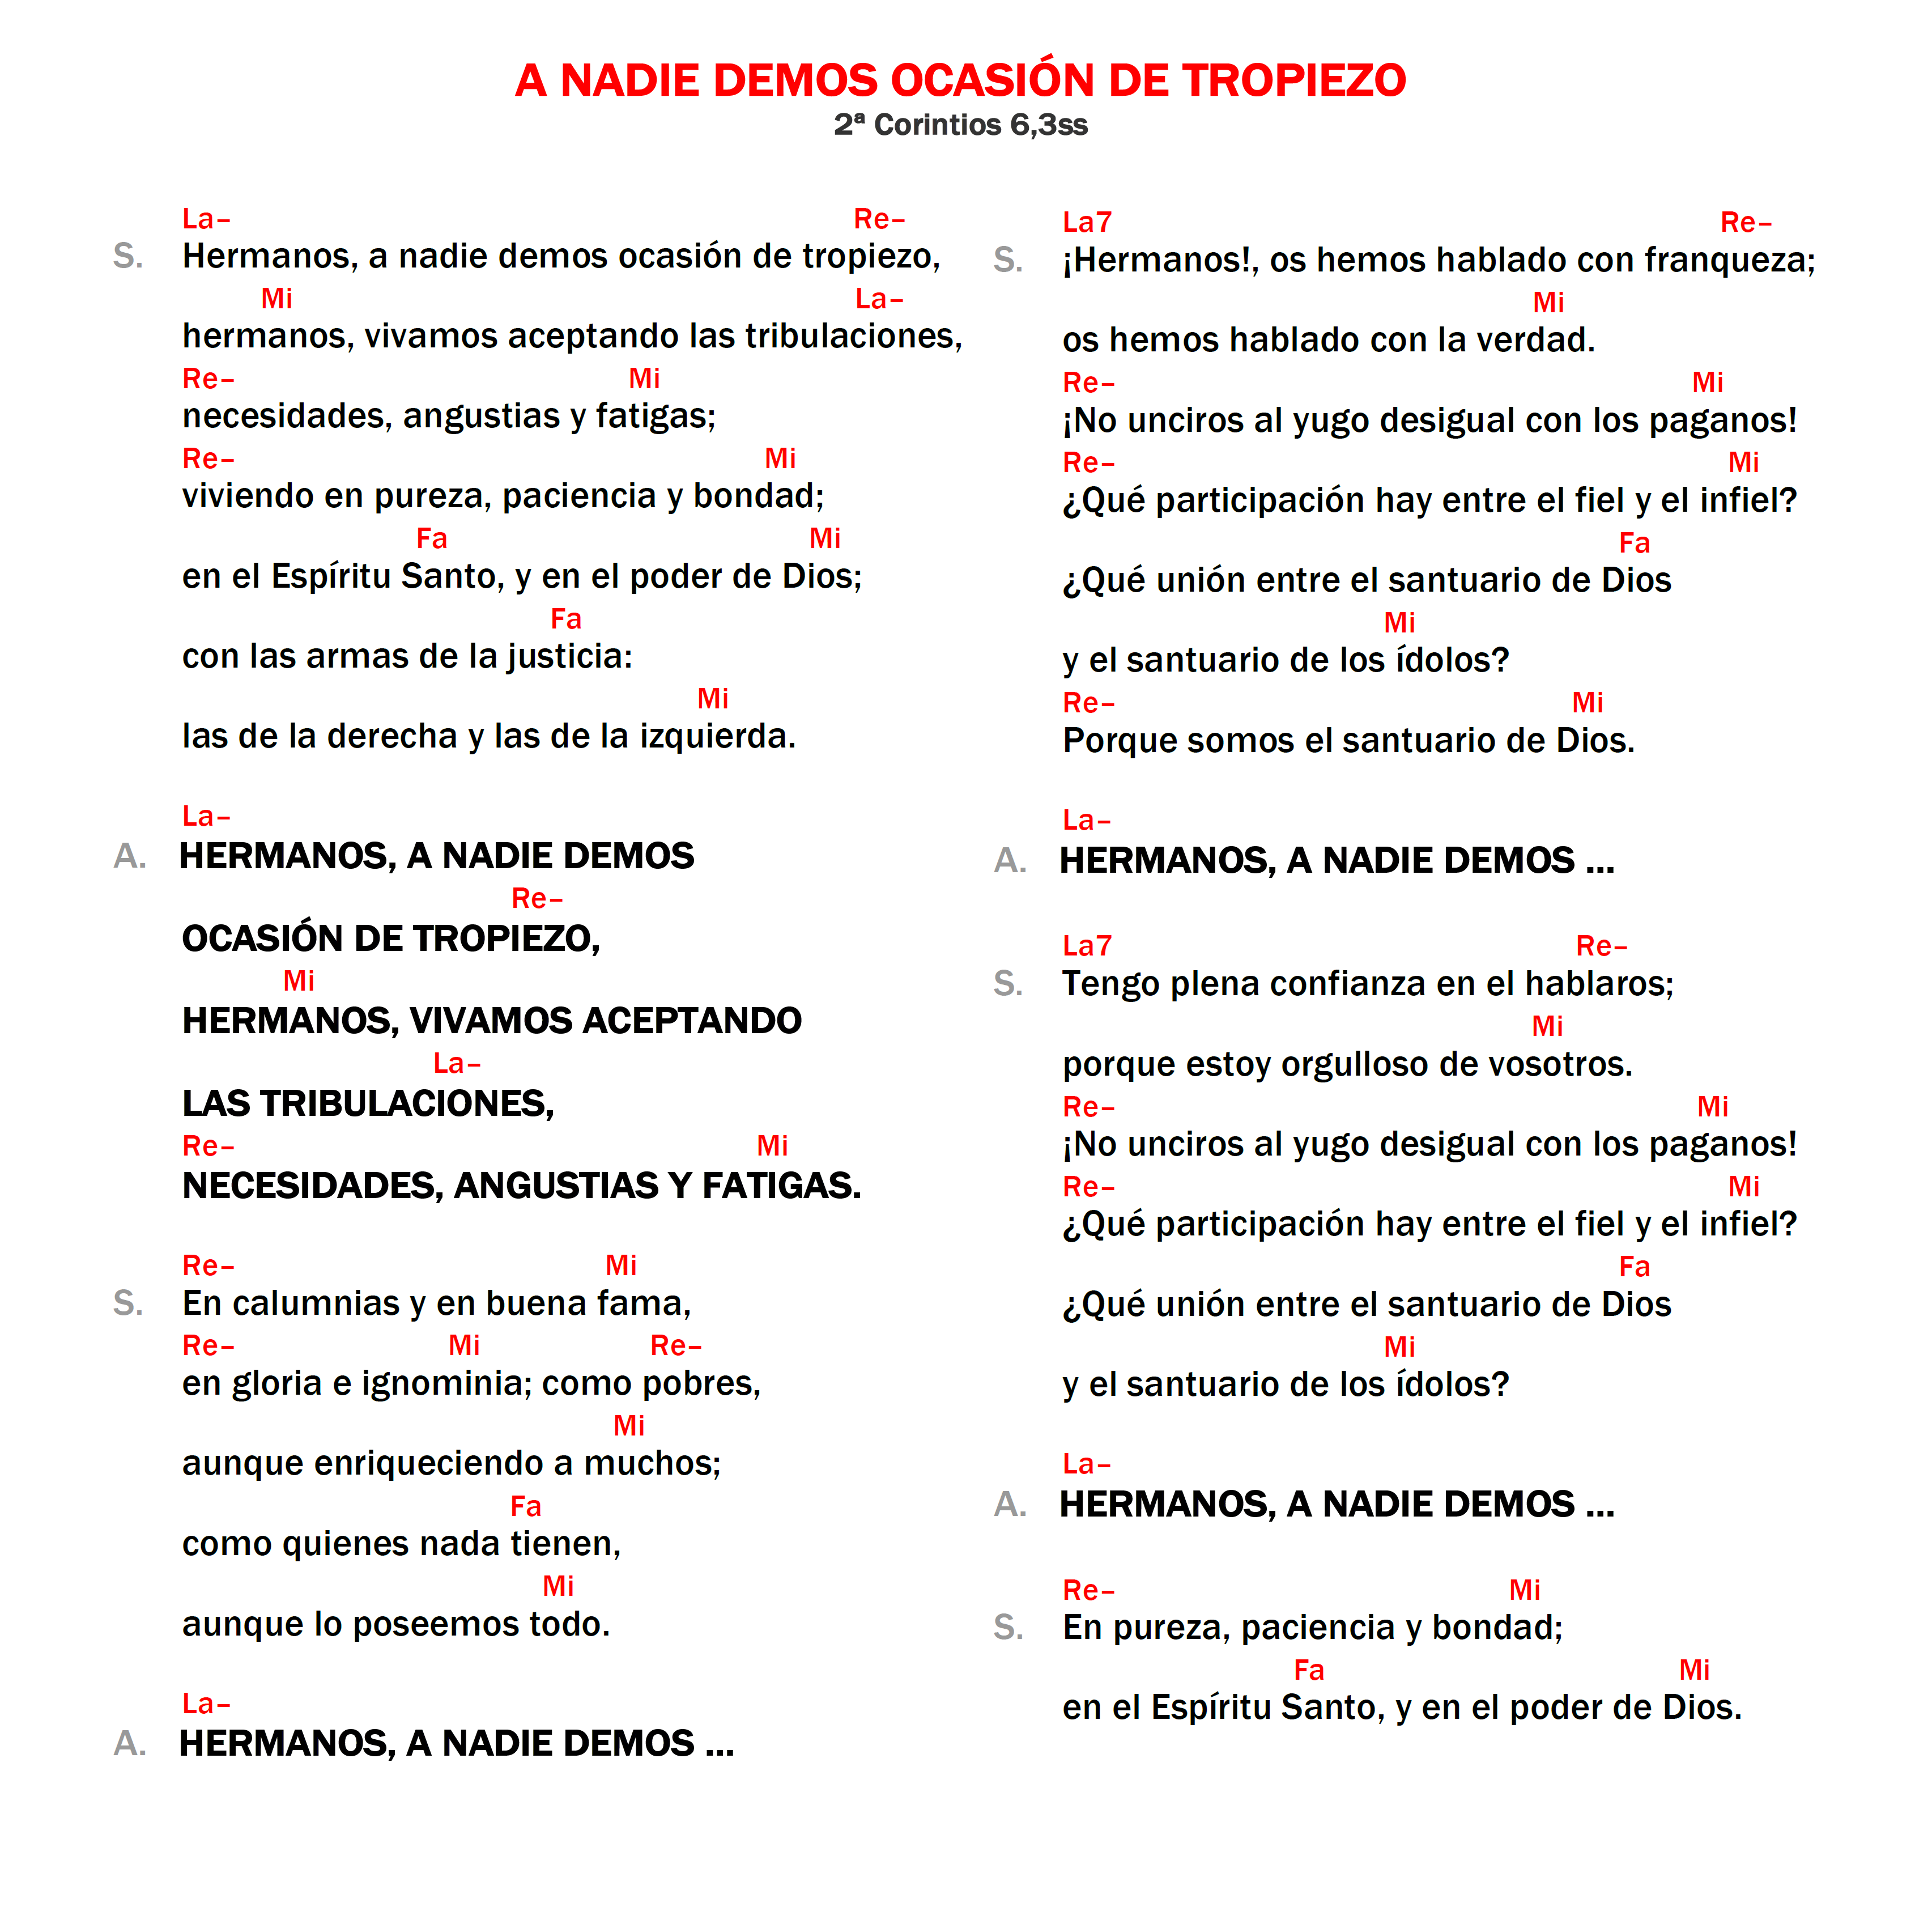 A NADIE DEMOS OCASIÓN DE TROPIEZO
2ª Corintios 6,3ss
La– Re–
S. Hermanos, a nadie demos ocasión de tropiezo,
Mi La–
hermanos, vivamos aceptando las tribulaciones,
Re– Mi
necesidades, angustias y fatigas;
Re– Mi
viviendo en pureza, paciencia y bondad;
Fa Mi
en el Espíritu Santo, y en el poder de Dios;
Fa
con las armas de la justicia:
Mi
las de la derecha y las de la izquierda.
La–
A. HERMANOS, A NADIE DEMOS
Re–
OCASIÓN DE TROPIEZO,
Mi
HERMANOS, VIVAMOS ACEPTANDO
La–
LAS TRIBULACIONES,
Re– Mi
NECESIDADES, ANGUSTIAS Y FATIGAS.
Re– Mi
S. En calumnias y en buena fama,
Re– Mi Re–
en gloria e ignominia; como pobres,
Mi
aunque enriqueciendo a muchos;
Fa
como quienes nada tienen,
Mi
aunque lo poseemos todo.
La–
A. HERMANOS, A NADIE DEMOS ...
La7 Re–
S. ¡Hermanos!, os hemos hablado con franqueza;
Mi
os hemos hablado con la verdad.
Re– Mi
¡No unciros al yugo desigual con los paganos!
Re– Mi
¿Qué participación hay entre el fiel y el infiel?
Fa
¿Qué unión entre el santuario de Dios
Mi
y el santuario de los ídolos?
Re– Mi
Porque somos el santuario de Dios.
La–
A. HERMANOS, A NADIE DEMOS ...
La7 Re–
S. Tengo plena confianza en el hablaros;
Mi
porque estoy orgulloso de vosotros.
Re– Mi
¡No unciros al yugo desigual con los paganos!
Re– Mi
¿Qué participación hay entre el fiel y el infiel?
Fa
¿Qué unión entre el santuario de Dios
Mi
y el santuario de los ídolos?
La–
A. HERMANOS, A NADIE DEMOS ...
Re– Mi
S. En pureza, paciencia y bondad;
Fa Mi
en el Espíritu Santo, y en el poder de Dios.